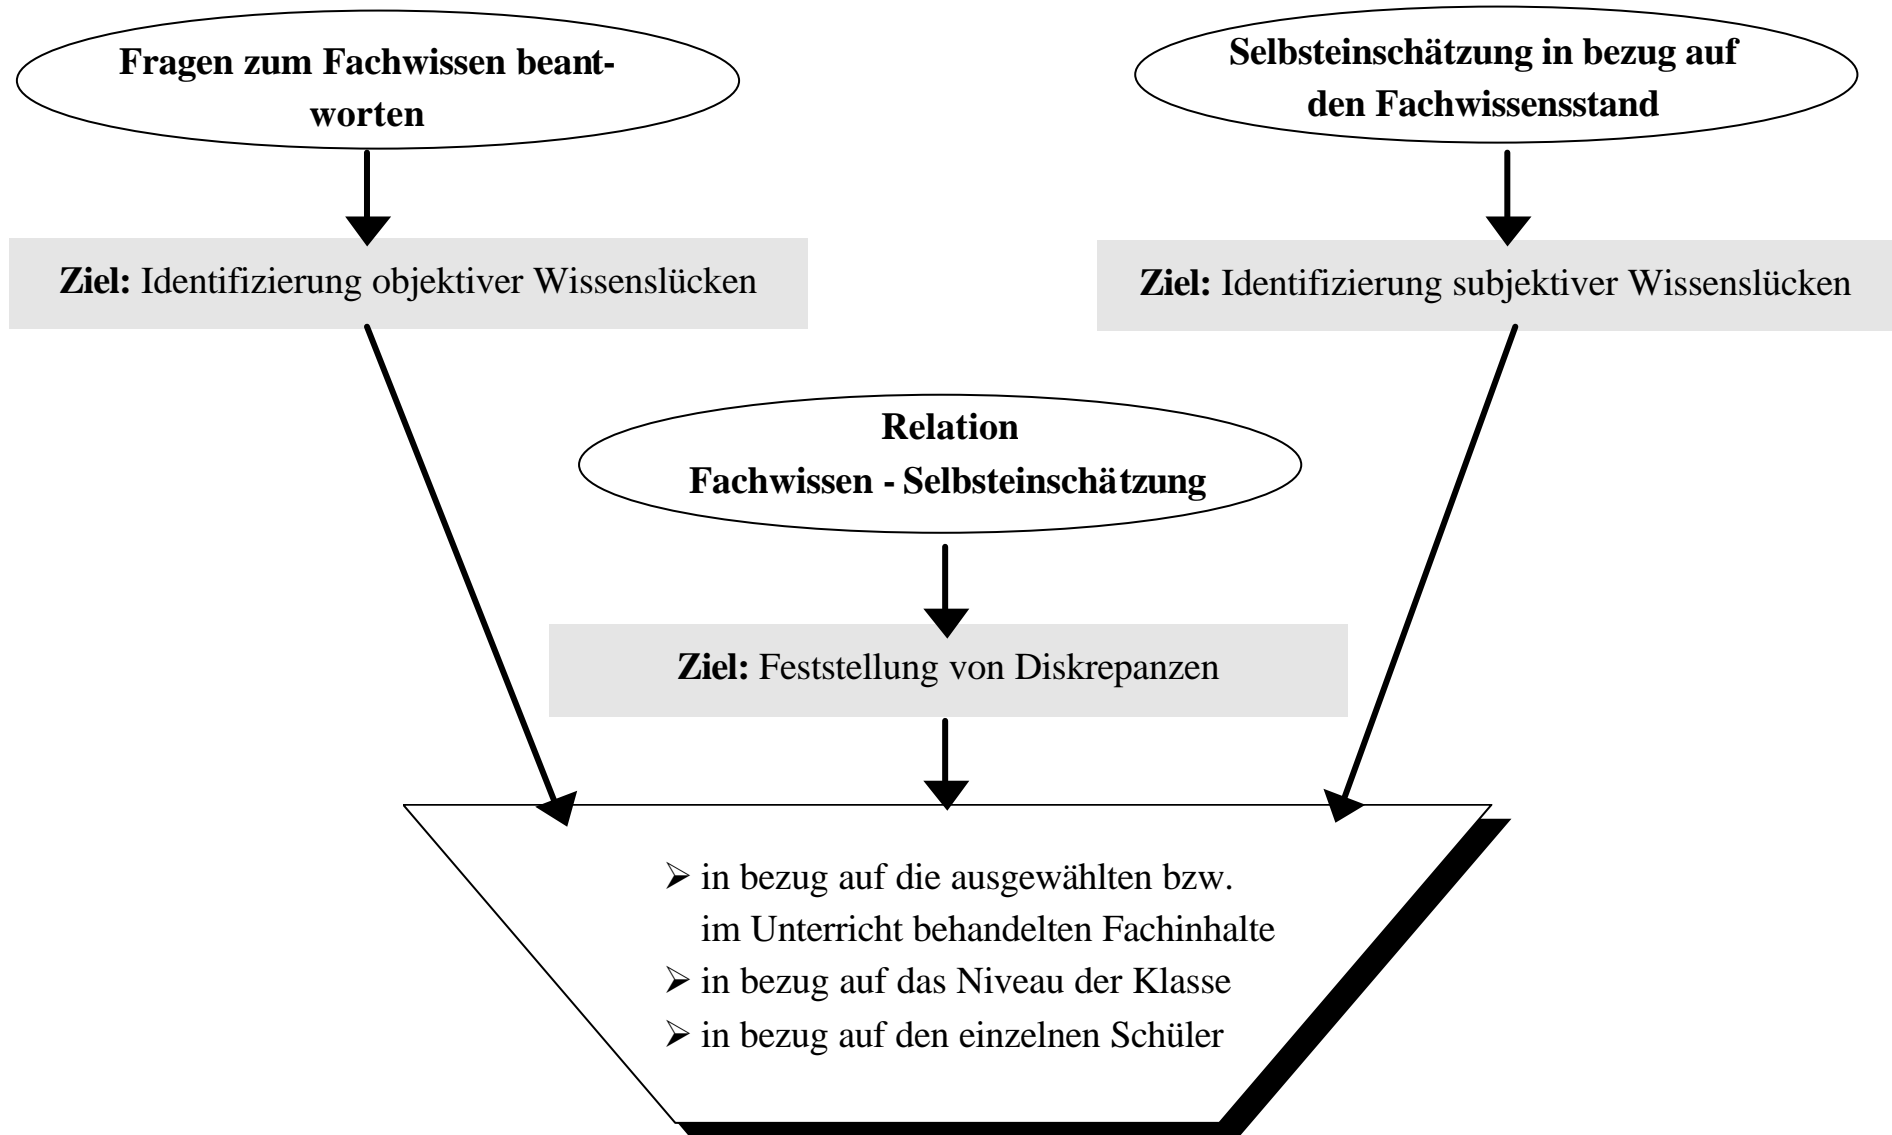 Fragen zum Fachwissen beant-
worten
Selbsteinschätzung in bezug auf
den Fachwissensstand
Ziel: Identifizierung objektiver Wissenslücken
Ziel: Identifizierung subjektiver Wissenslücken
Relation
Fachwissen - Selbsteinschätzung
Ziel: Feststellung von Diskrepanzen
➢ in bezug auf die ausgewählten bzw.
im Unterricht behandelten Fachinhalte
➢ in bezug auf das Niveau der Klasse
➢ in bezug auf den einzelnen Schüler